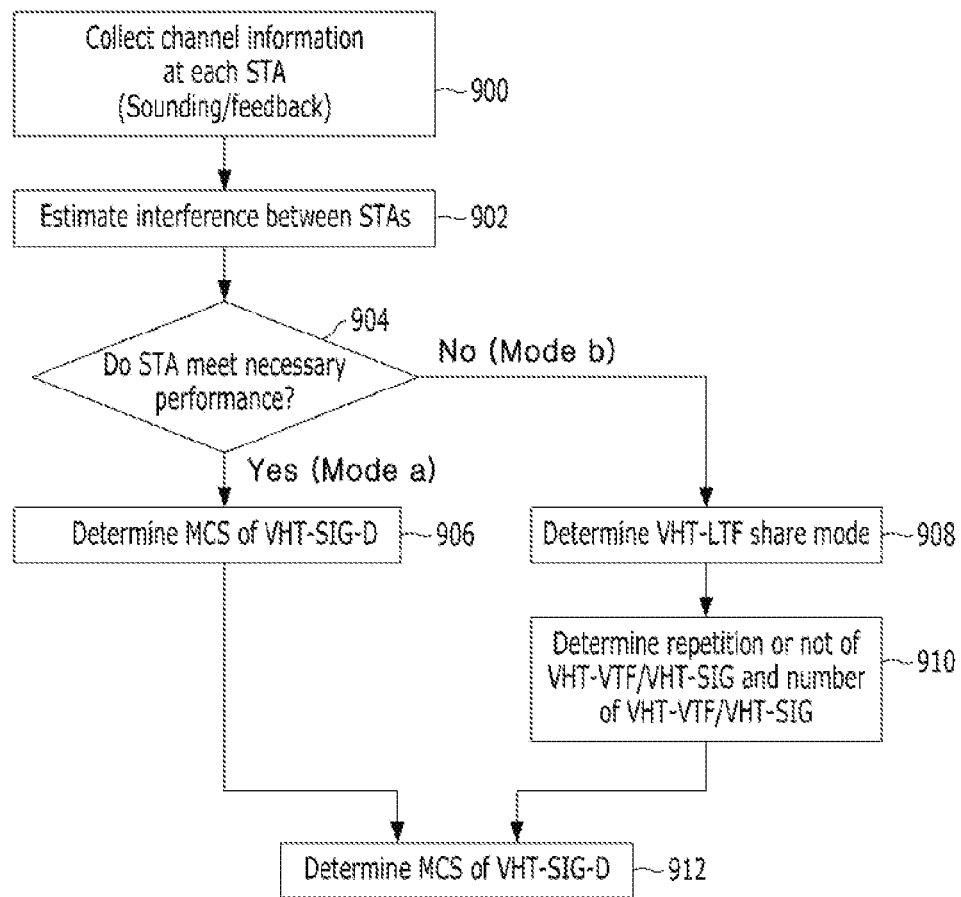 Collect channel information
at each STA
(Sounding/feedback)
900
Estimate interference between STAs
902
904
Do STA meet necessary
performance?
No (Mode b)
Yes (Mode a)
Determine MCS of VHT-SIG-D
906
Determine VHT-LTF share mode
908
Determine repetition or not of
VHT-VTF/VHT-SIG and number
of VHT-VTF/VHT-SIG
910
Determine MCS of VHT-SIG-D
912